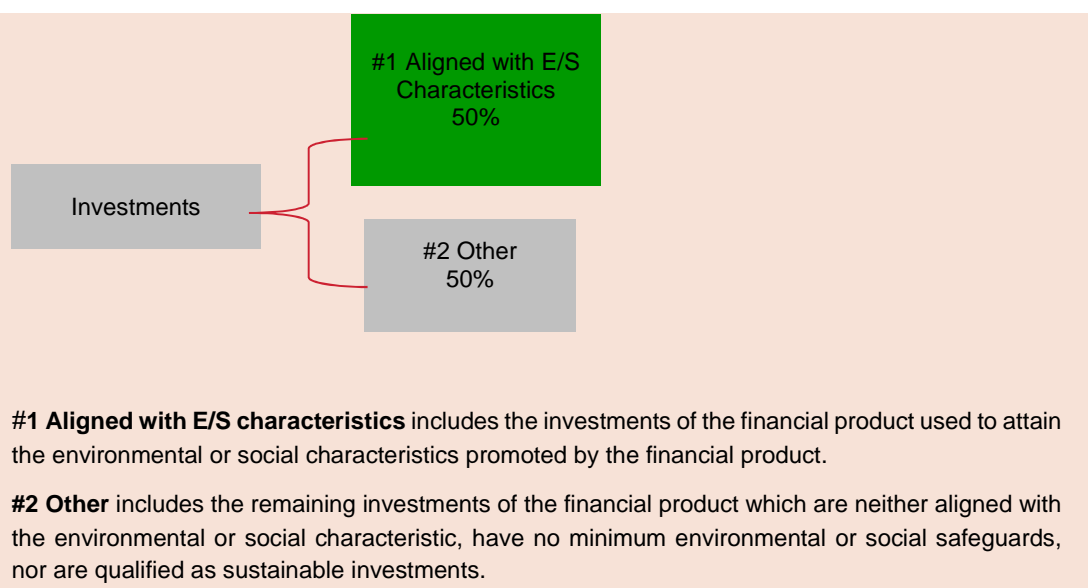 #1 Aligned with E/S
Characteristics
50%
Investments
#2 Other
50%
#1 Aligned with E/S characteristics includes the investments of the financial product used to attain
the environmental or social characteristics promoted by the financial product.
#2 Other includes the remaining investments of the financial product which are neither aligned with
the environmental or social characteristic, have no minimum environmental or social safeguards,
nor are qualified as sustainable investments.